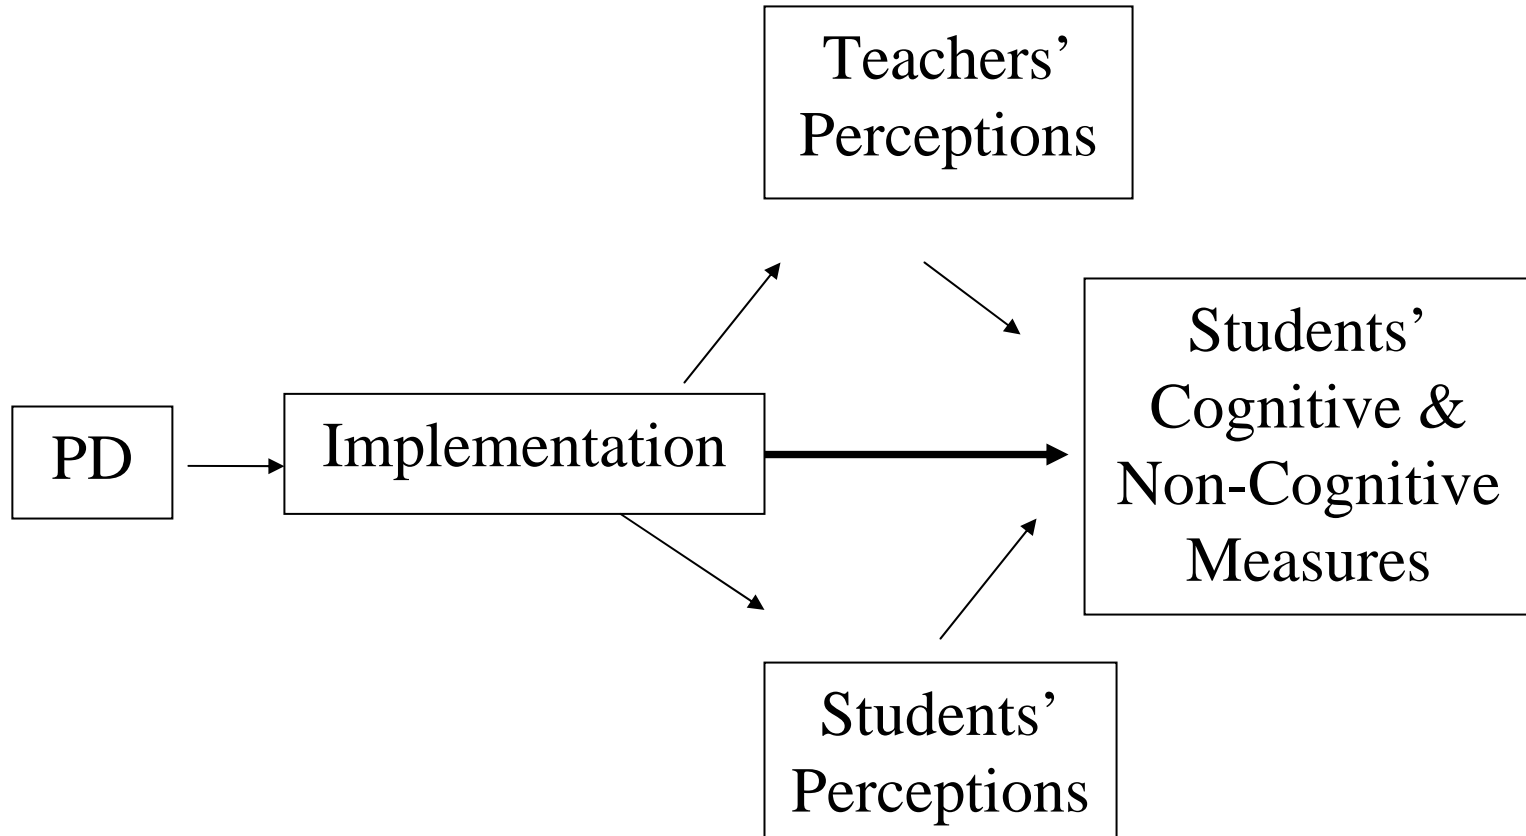 Teachers’
Perceptions
PD
Implementation
Students’
Cognitive &
Non-Cognitive
Measures
Students’
Perceptions